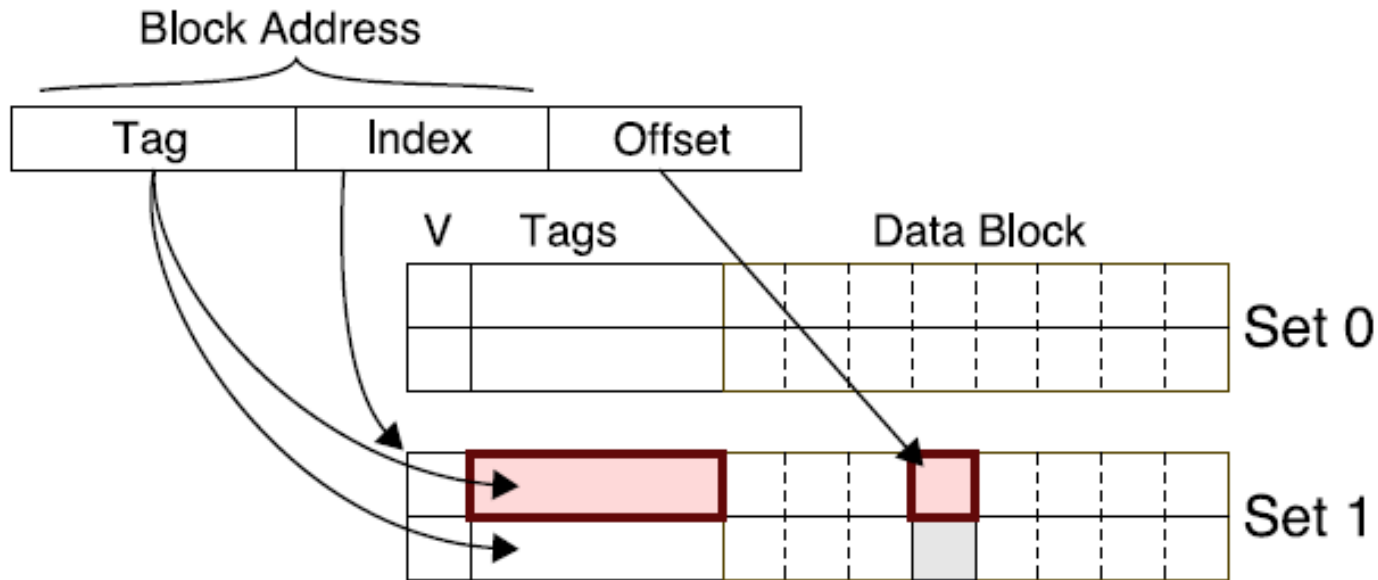 Block Address
Tag Index Offset
V Tags Data Block
Set 0
Set 1